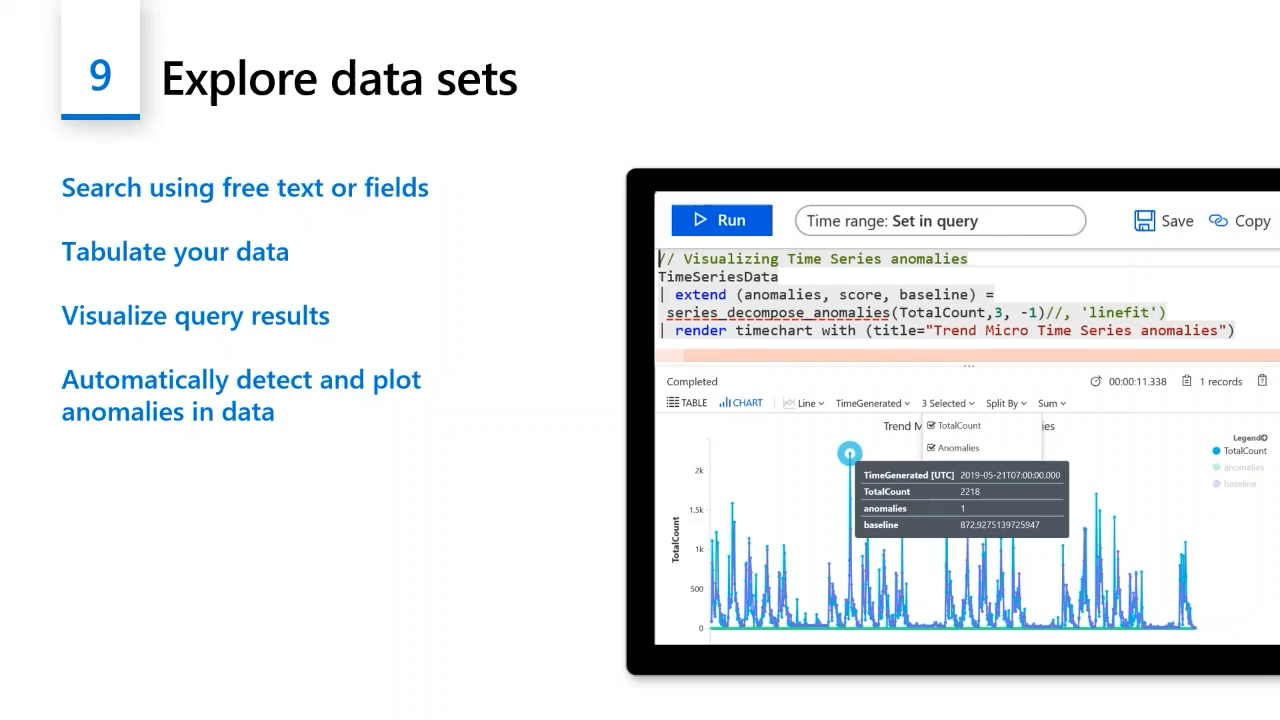 9
Explore data sets
Search using free text or fields
Tabulate your data
Visualize query results
Automatically detect and plot
anomalies in data
Run
Time range: Set in query
Save
Copy
// Visualizing Time Series anomalies
TimeSeriesData
| extend (anomalies, score, baseline) =
series_decompose_anomalies(TotalCount,3, -1)//, 'linefit')
| render timechart with (title="Trend Micro Time Series anomalies")
...
Completed
00:00:11.338
1 records
TABLE
CHART
Line
TimeGenerated
3 Selected
Split By
Sum
Trend M
ies
TotalCount
Anomalies
Legend
TotalCount
anomalies
baseline
TimeGenerated [UTC] 2019-05-21T07:00:00.000
TotalCount 2218
anomalies 1
baseline 872.9275139725947
TotalCount
2k
1.5k
1k
500
0